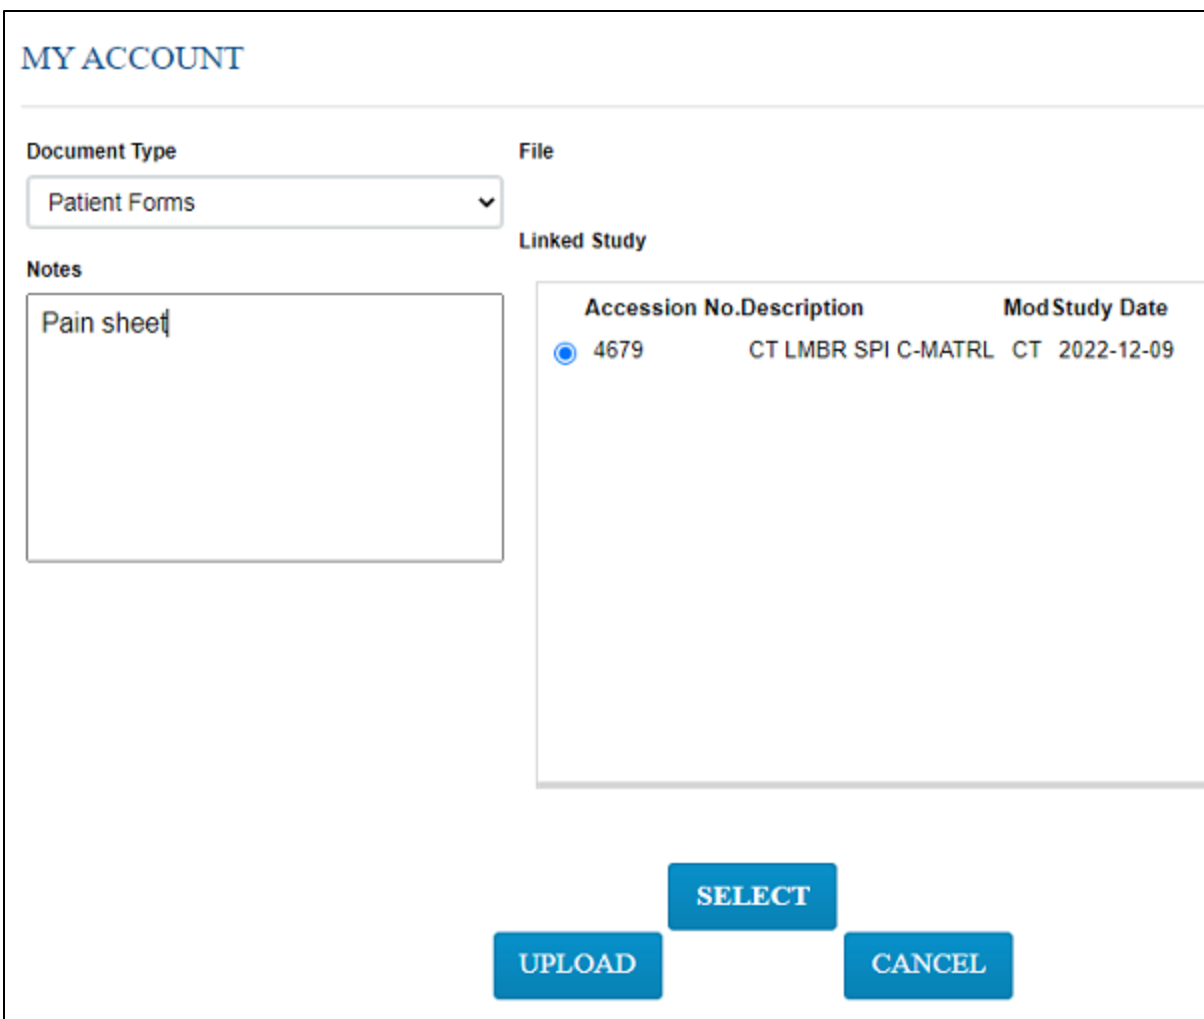 MY ACCOUNT
Document Type
Patient Forms
Notes
Pain sheet
File
Linked Study
Accession No. Description Mod Study Date
4679 CT LMBR SPI C-MATRL CT 2022-12-09
SELECT
UPLOAD CANCEL